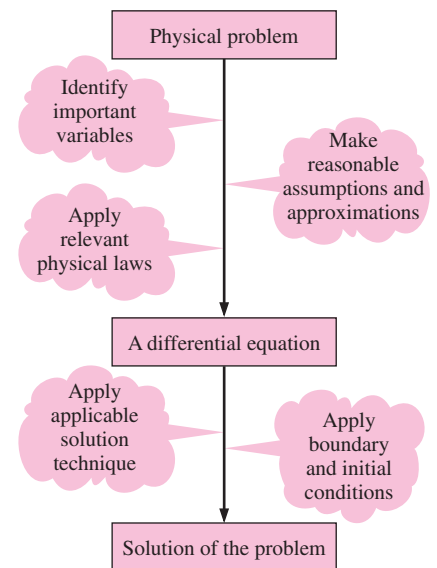 Physical problem
Identify
important
variables
Make
reasonable
assumptions and
approximations
Apply
relevant
physical laws
A differential equation
Apply
applicable
solution
technique
Apply
boundary
and initial
conditions
Solution of the problem